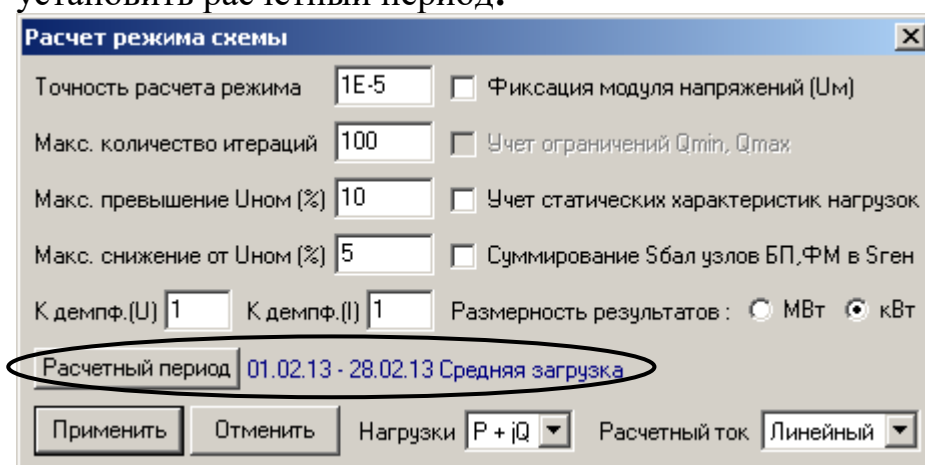 установить расчетный период.
Расчет режима схемы
Точность расчета режима 1E-5 Фиксация модуля напряжений (Uм)
Макс. количество итераций 100 Учет ограничений Qmin, Qmax
Макс. превышение Uном (%) 10 Учет статических характеристик нагрузок
Макс. снижение от Uном (%) 5 Суммирование Sбал узлов БП,ФМ в Sген
К демпф.(U) 1 К демпф.(I) 1 Размерность результатов : МВт кВт
Расчетный период 01.02.13 - 28.02.13 Средняя загрузка
Применить Отменить Нагрузки P + jQ Расчетный ток Линейный